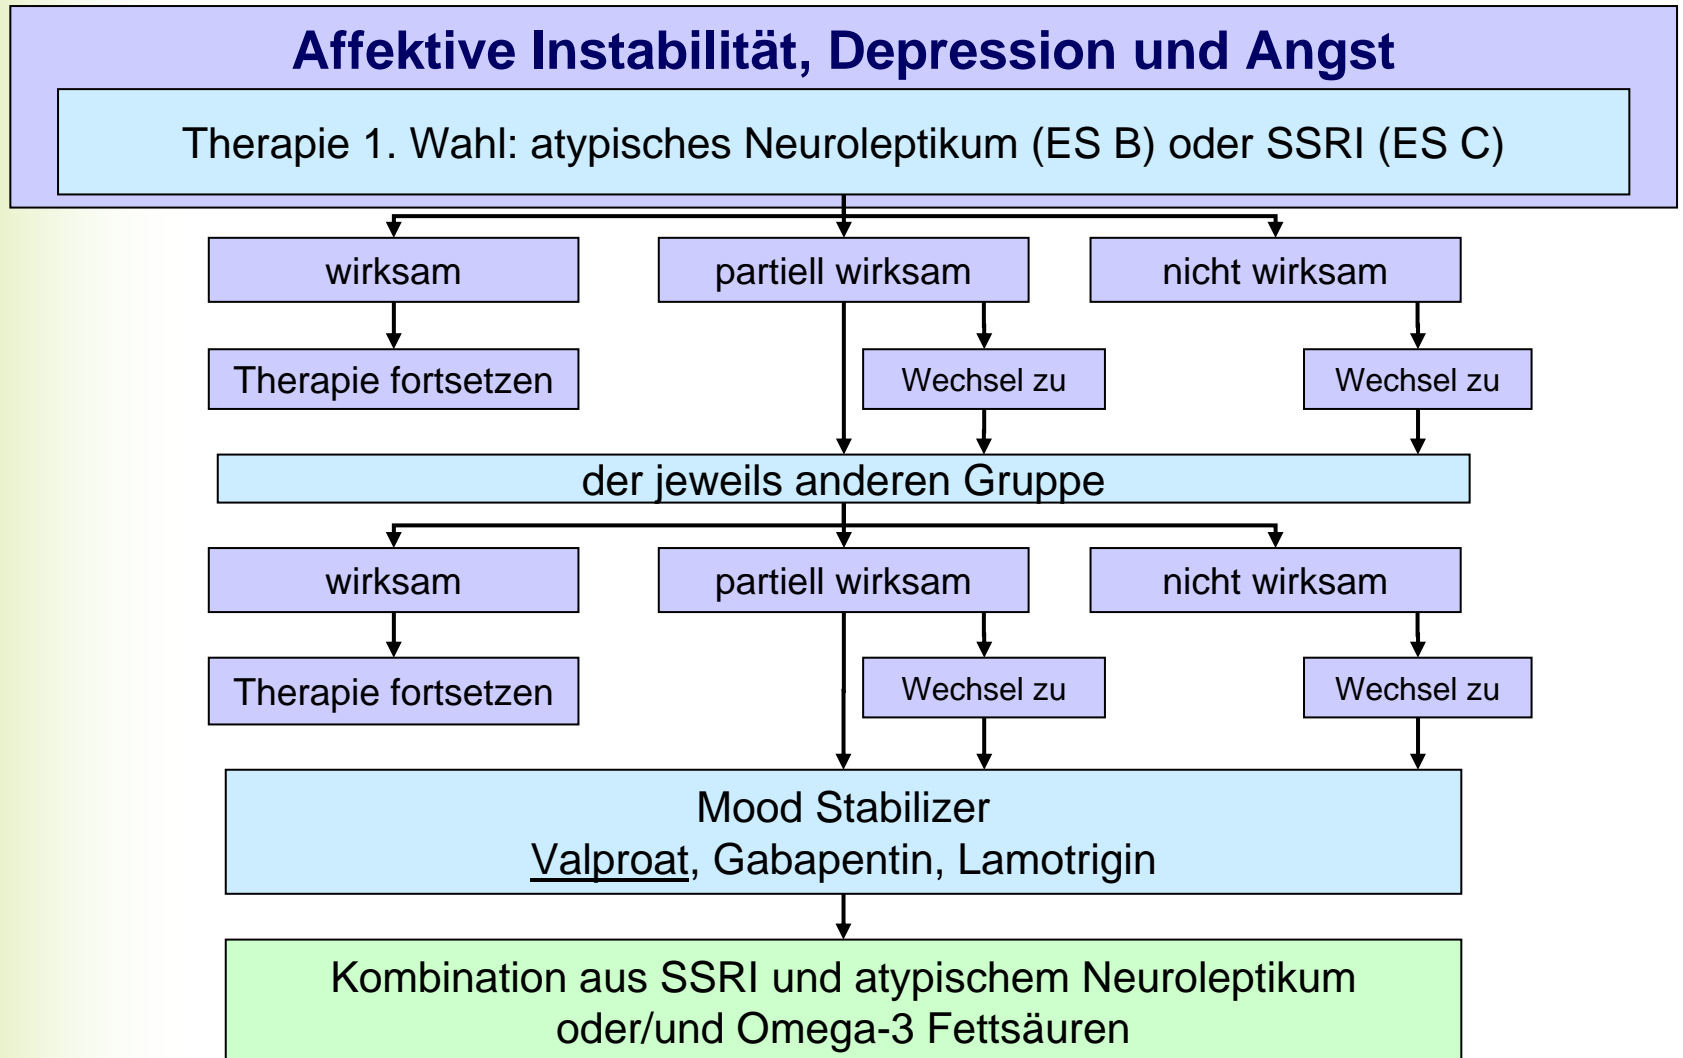 Affektive Instabilität, Depression und Angst
Therapie 1. Wahl: atypisches Neuroleptikum (ES B) oder SSRI (ES C)
wirksam
partiell wirksam
nicht wirksam
Therapie fortsetzen
Wechsel zu
Wechsel zu
der jeweils anderen Gruppe
wirksam
partiell wirksam
nicht wirksam
Therapie fortsetzen
Wechsel zu
Wechsel zu
Mood Stabilizer
Valproat, Gabapentin, Lamotrigin
Kombination aus SSRI und atypischem Neuroleptikum
oder/und Omega-3 Fettsäuren